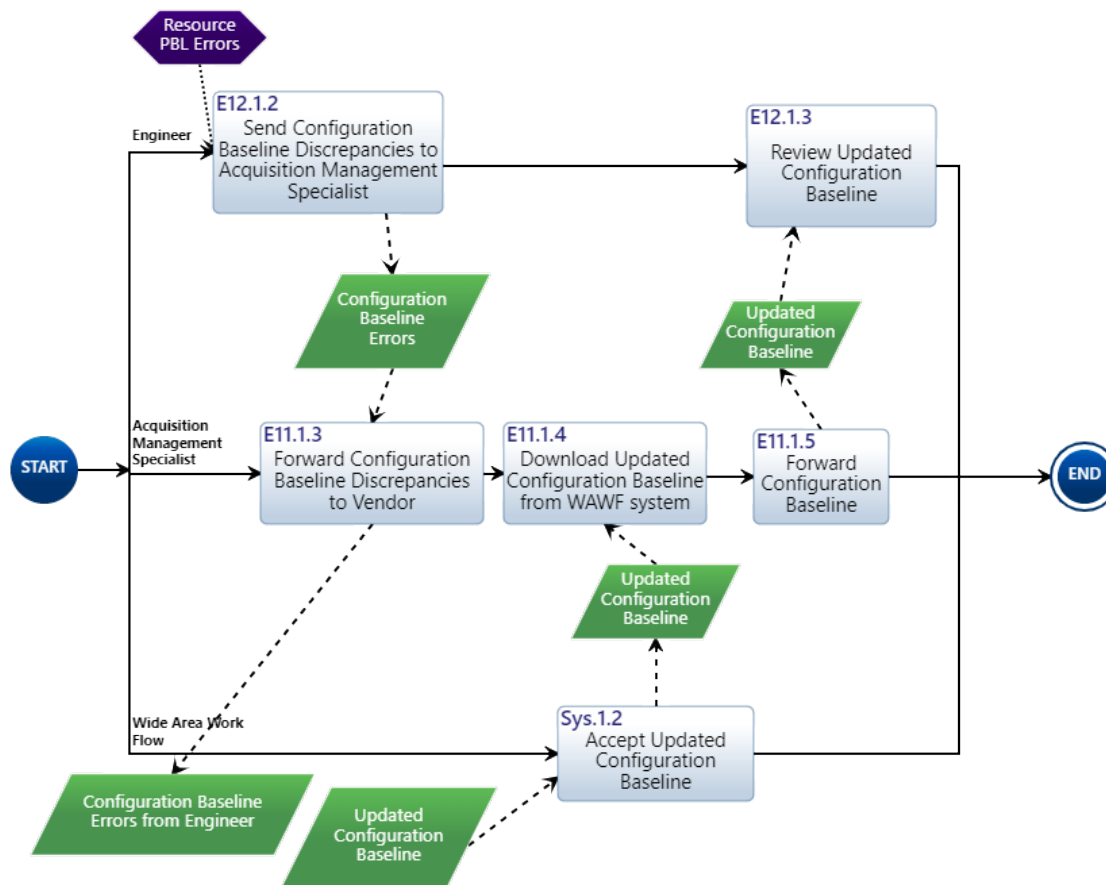 Resource
PBL Errors
Engineer
E12.1.2
Send Configuration
Baseline Discrepancies to
Acquisition Management
Specialist
E12.1.3
Review Updated
Configuration
Baseline
Configuration
Baseline
Errors
Updated
Configuration
Baseline
START
Acquisition
Management
Specialist
E11.1.3
Forward Configuration
Baseline Discrepancies
to Vendor
E11.1.4
Download Updated
Configuration Baseline
from WAWF system
E11.1.5
Forward
Configuration
Baseline
END
Updated
Configuration
Baseline
Wide Area Work
Flow
Sys.1.2
Accept Updated
Configuration
Baseline
Configuration Baseline
Errors from Engineer
Updated
Configuration
Baseline